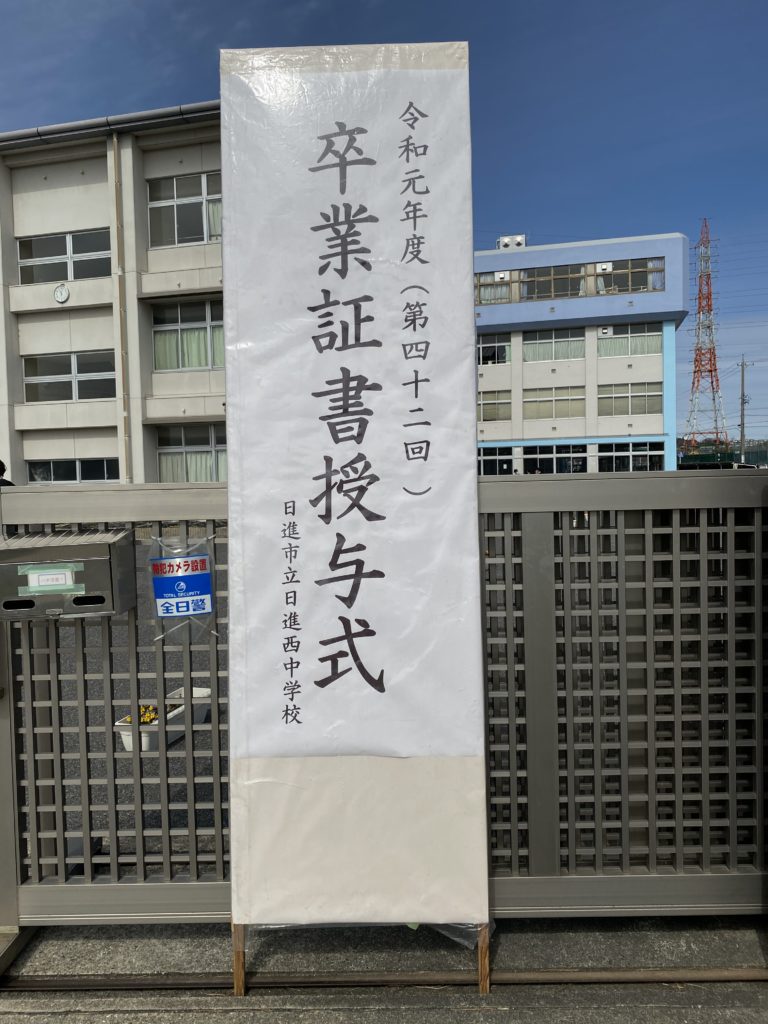 令和元年度(第四十二回)
卒業証書授与式
日進市立日進西中学校
防犯カメラ設置
TOTAL SECURITY
全日警